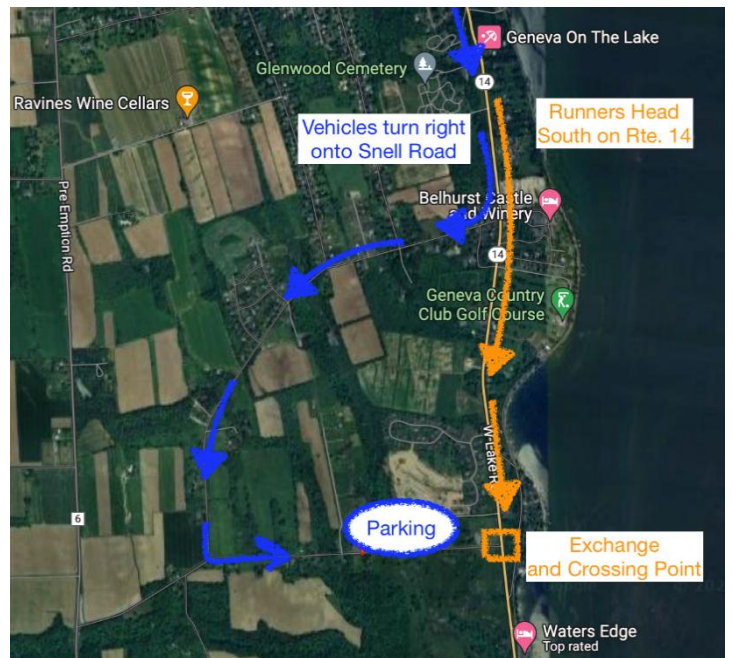 Geneva On The Lake
Glenwood Cemetery
14
Ravines Wine Cellars
Vehicles turn right
onto Snell Road
Runners Head
South on Rte. 14
Pre Emption Rd
Belhurst Castle
and Winery
14
Geneva Country
Club Golf Course
W Lake
6
Parking
Exchange
and Crossing Point
Waters Edge
Top rated